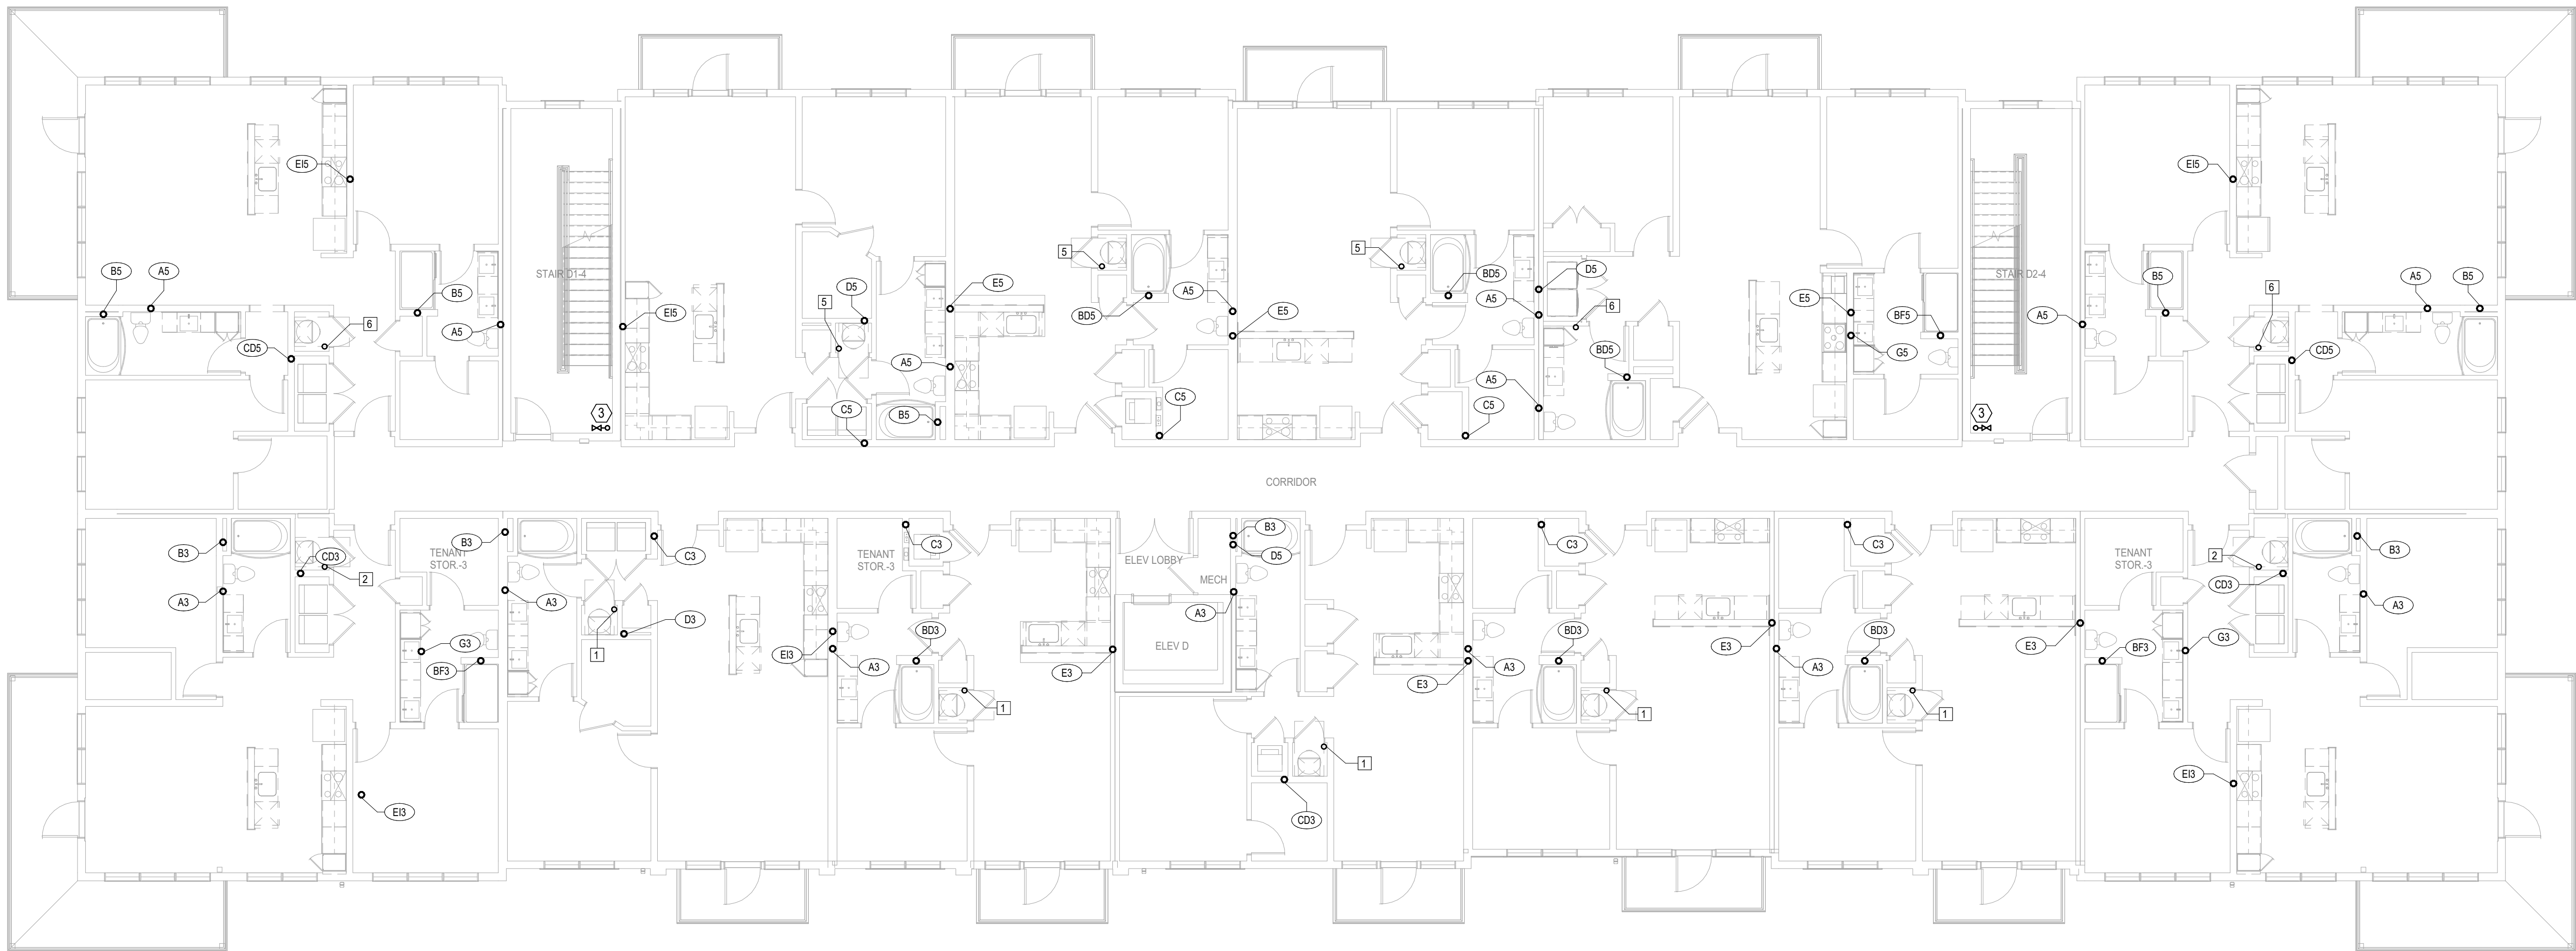 EI5
EI5
5
5
BD5
D5
B5
A5
B5
STAIR D1-4
D5
E5
A5
BD5
E5
A5
6
E5
BF5
STAIR D2-4
B5
6
A5
B5
6
A5
EI5
5
A5
BD5
G5
A5
CD5
CD5
A5
3
C5
B5
C5
C5
3
CORRIDOR
B3
TENANT
STOR.-3
B3
CD3
2
C3
TENANT
STOR.-3
C3
ELEV LOBBY
B3
D5
MECH
C3
C3
TENANT
STOR.-3
2
CD3
B3
A3
A3
A3
A3
D3
G3
BF3
1
EI3
A3
BD3
E3
ELEV D
A3
E3
BD3
E3
A3
BD3
E3
BF3
G3
1
1
1
1
EI3
EI3
CD3